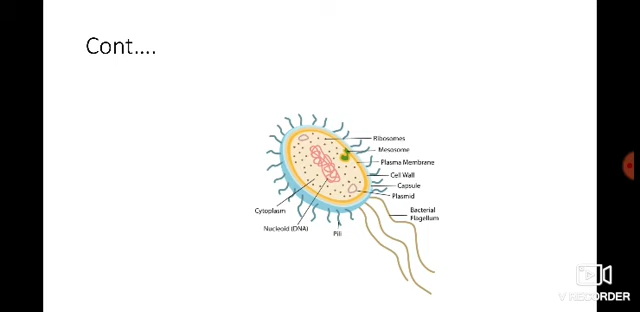 Cont....
Ribosomes
Mesosome
Plasma Membrane
Cell Wall
Capsule
Plasmid
Bacterial
Flagellum
Cytoplasm
Nucleoid (DNA)
Pili
V RECORDER